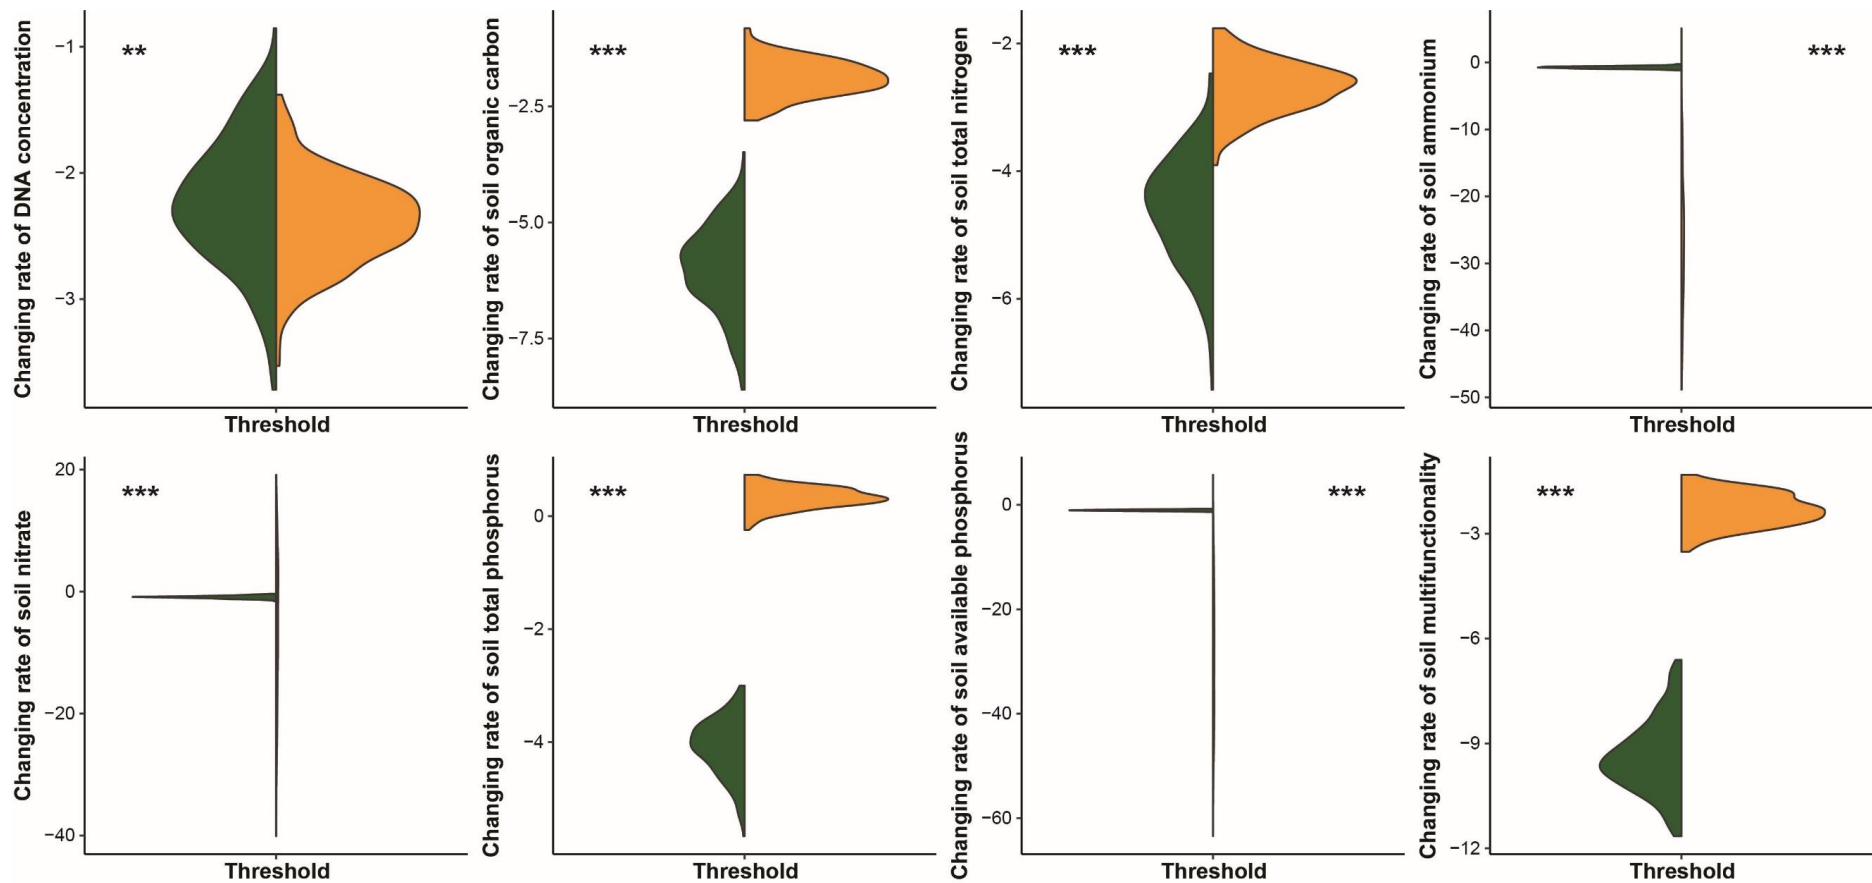 Changing rate of DNA concentration
−1
−2
−3
**
Threshold
Changing rate of soil organic carbon
−2.5
−5.0
−7.5
***
Threshold
Changing rate of soil total nitrogen
−2
−4
−6
***
Threshold
Changing rate of soil ammonium
0
−10
−20
−30
−40
−50
***
Threshold
Changing rate of soil nitrate
20
0
−20
−40
***
Threshold
Changing rate of soil total phosphorus
0
−2
−4
***
Threshold
Changing rate of soil available phosphorus
0
−20
−40
−60
***
Threshold
Changing rate of soil multifunctionality
−3
−6
−9
−12
***
Threshold